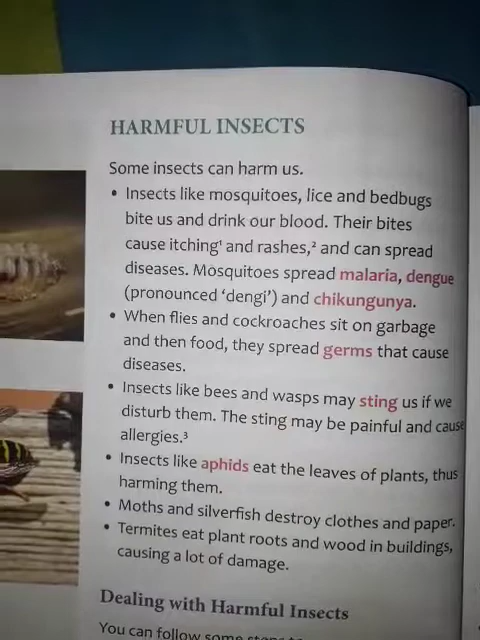 HARMFUL INSECTS
Some insects can harm us.
• Insects like mosquitoes, lice and bedbugs
bite us and drink our blood. Their bites
cause itching¹ and rashes,² and can spread
diseases. Mosquitoes spread malaria, dengue
(pronounced ‘dengi’) and chikungunya.
• When flies and cockroaches sit on garbage
and then food, they spread germs that cause
diseases.
• Insects like bees and wasps may sting us if we
disturb them. The sting may be painful and cause
allergies.³
• Insects like aphids eat the leaves of plants, thus
harming them.
• Moths and silverfish destroy clothes and paper.
• Termites eat plant roots and wood in buildings,
causing a lot of damage.
Dealing with Harmful Insects
You can follow some steps to